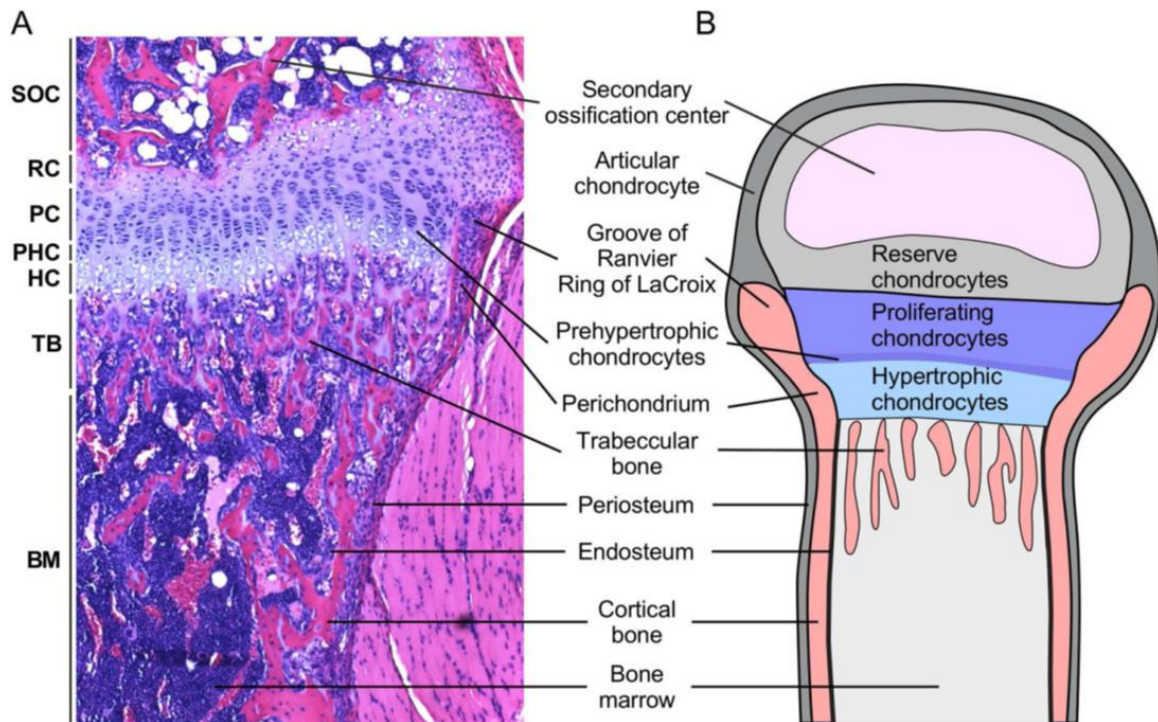 A
B
SOC
RC
PC
PHC
HC
TB
BM
Secondary
ossification center
Articular
chondrocyte
Groove of
Ranvier
Ring of LaCroix
Prehypertrophic
chondrocytes
Perichondrium
Trabeccular
bone
Periosteum
Endosteum
Cortical
bone
Bone
marrow
Reserve
chondrocytes
Proliferating
chondrocytes
Hypertrophic
chondrocytes